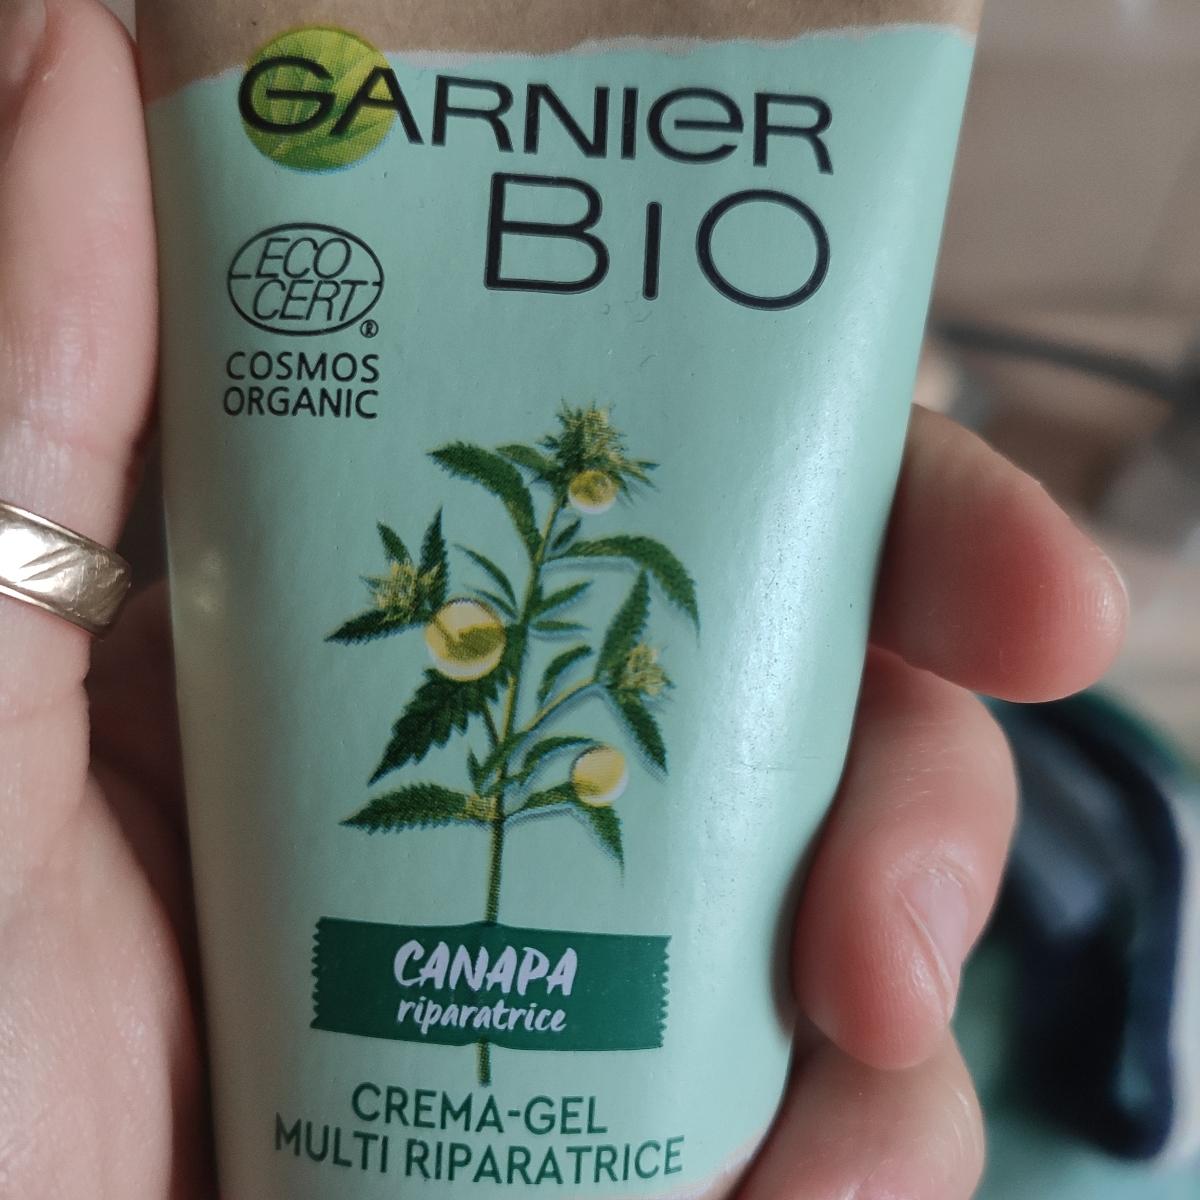 GARNIER
BIO
ECO
CERT®
COSMOS
ORGANIC
CANAPA
riparatrice
CREMA-GEL
MULTI RIPARATRICE